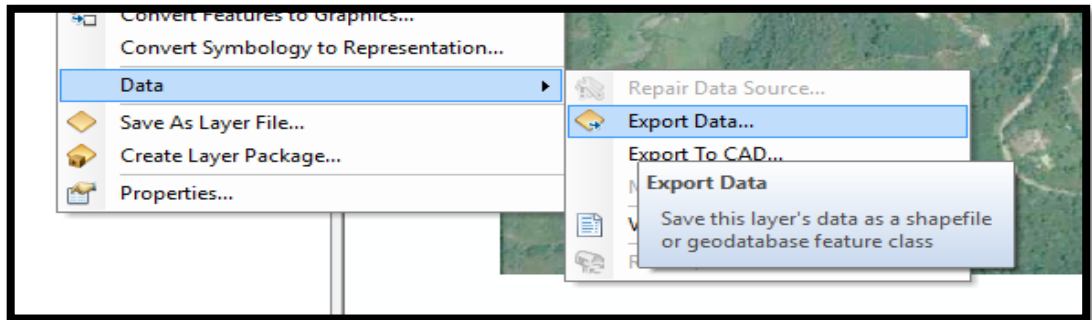 Convert Features to Graphics...
Convert Symbology to Representation...
Data
Save As Layer File...
Create Layer Package...
Properties...
Repair Data Source...
Export Data...
Export To CAD...
Export Data
Save this layer's data as a shapefile
or geodatabase feature class